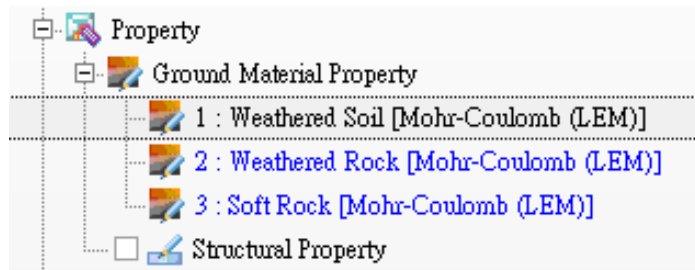 Property
Ground Material Property
1 : Weathered Soil [Mohr-Coulomb (LEM)]
2 : Weathered Rock [Mohr-Coulomb (LEM)]
3 : Soft Rock [Mohr-Coulomb (LEM)]
Structural Property